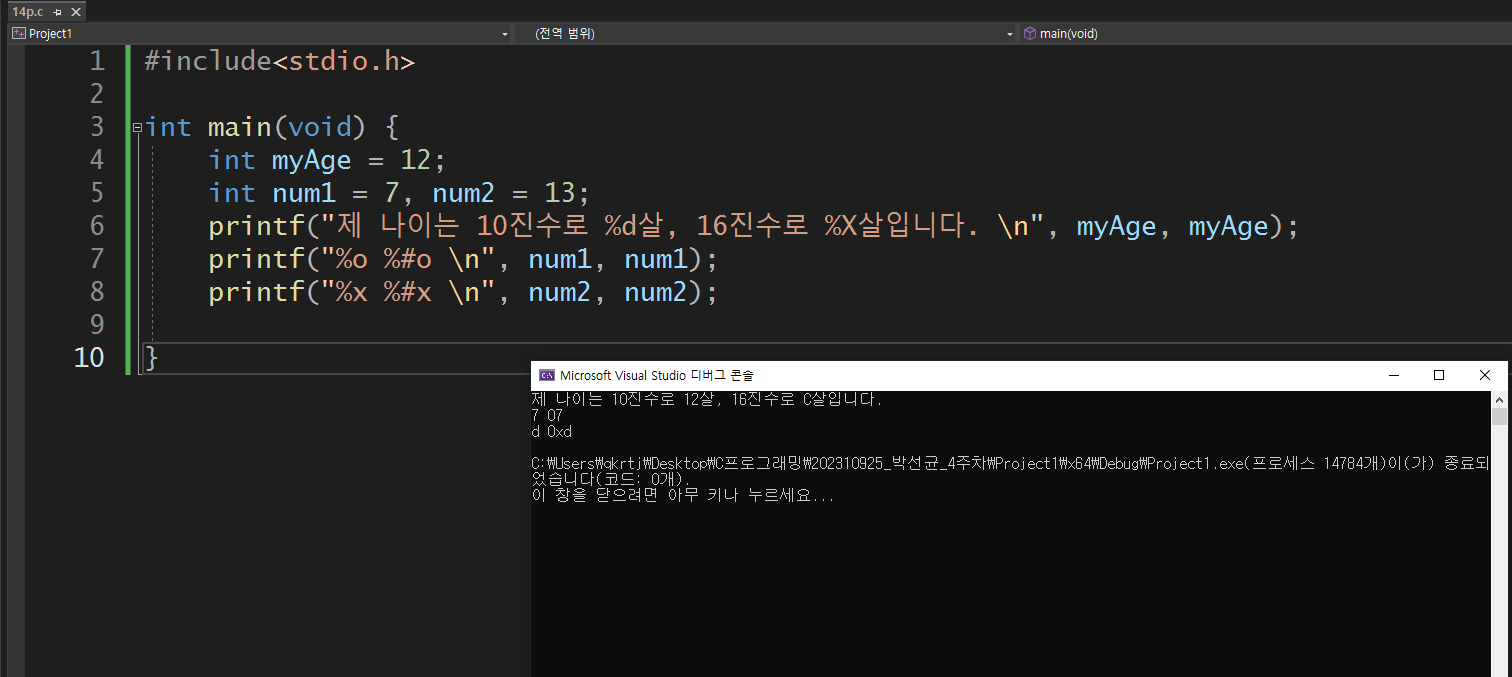 14p.c
Project1 (전역 범위) main(void)
1 #include<stdio.h>
2
3 int main(void) {
4 int myAge = 12;
5 int num1 = 7, num2 = 13;
6 printf("제 나이는 10진수로 %d살, 16진수로 %X살입니다. \n", myAge, myAge);
7 printf("%o %#o \n", num1, num1);
8 printf("%x %#x \n", num2, num2);
9
10 }
Microsoft Visual Studio 디버그 콘솔
제 나이는 10진수로 12살, 16진수로 C살입니다.
7 07
d 0xd
C:₩Users₩qkrtj₩Desktop₩C프로그래밍₩202310925_박선균_4주차₩Project1₩x64₩Debug₩Project1.exe(프로세스 14784개)이(가) 종료되
었습니다(코드: 0개).
이 창을 닫으려면 아무 키나 누르세요...